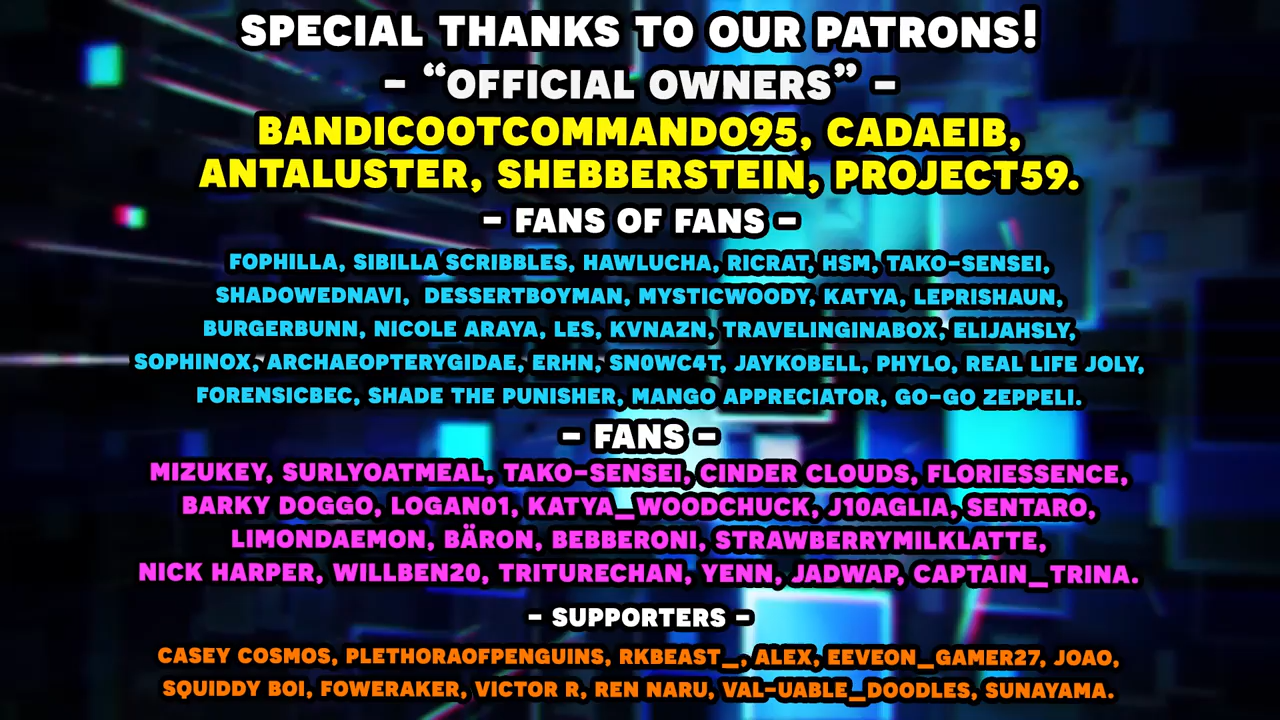 SPECIAL THANKS TO OUR PATRONS!
- “OFFICIAL OWNERS” -
BANDICOOTCOMMANDO95, CADAEIB,
ANTALUSTER, SHEBBERSTEIN, PROJECT59.
- FANS OF FANS -
FOPHILLA, SIBILLA SCRIBBLES, HAWLUCHA, RICRAT, HSM, TAKO-SENSEI,
SHADOWEDNAVI, DESSERTBOYMAN, MYSTICWOODY, KATYA, LEPRISHAUN,
BURGERBUNN, NICOLE ARAYA, LES, KVNAZN, TRAVELINGINABOX, ELIJAHSLY,
SOPHINOX, ARCHAEOPTERYGIDAE, ERHN, SN0WC4T, JAYKOBELL, PHYLO, REAL LIFE JOLY,
FORENSICBEC, SHADE THE PUNISHER, MANGO APPRECIATOR, GO-GO ZEPPELI.
- FANS -
MIZUKEY, SURLYOATMEAL, TAKO-SENSEI, CINDER CLOUDS, FLORIESSENCE,
BARKY DOGGO, LOGAN01, KATYA_WOODCHUCK, J10AGLIA, SENTARO,
LIMONDAEMON, BÄRON, BEBBERONI, STRAWBERRYMILKLATTE,
NICK HARPER, WILLBEN20, TRITURECHAN, YENN, JADWAP, CAPTAIN_TRINA.
- SUPPORTERS -
CASEY COSMOS, PLETHORAOFPENGUINS, RKBEAST_, ALEX, EEVEON_GAMER27, JOAO,
SQUIDDY BOI, FOWERAKER, VICTOR R, REN NARU, VAL-UABLE_DOODLES, SUNAYAMA.